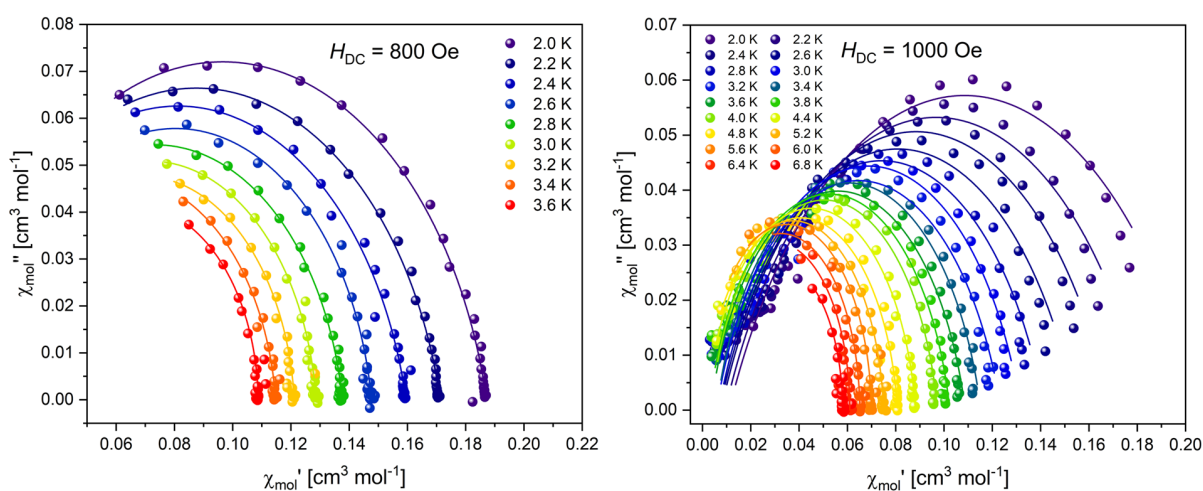 H_DC = 800 Oe
2.0 K
2.2 K
2.4 K
2.6 K
2.8 K
3.0 K
3.2 K
3.4 K
3.6 K
χmol'' [cm³ mol⁻¹]
0.08
0.07
0.06
0.05
0.04
0.03
0.02
0.01
0.00
0.06 0.08 0.10 0.12 0.14 0.16 0.18 0.20 0.22
χmol' [cm³ mol⁻¹]
H_DC = 1000 Oe
2.0 K 2.2 K
2.4 K 2.6 K
2.8 K 3.0 K
3.2 K 3.4 K
3.6 K 3.8 K
4.0 K 4.4 K
4.8 K 5.2 K
5.6 K 6.0 K
6.4 K 6.8 K
χmol'' [cm³ mol⁻¹]
0.07
0.06
0.05
0.04
0.03
0.02
0.01
0.00
0.00 0.02 0.04 0.06 0.08 0.10 0.12 0.14 0.16 0.18 0.20
χmol' [cm³ mol⁻¹]